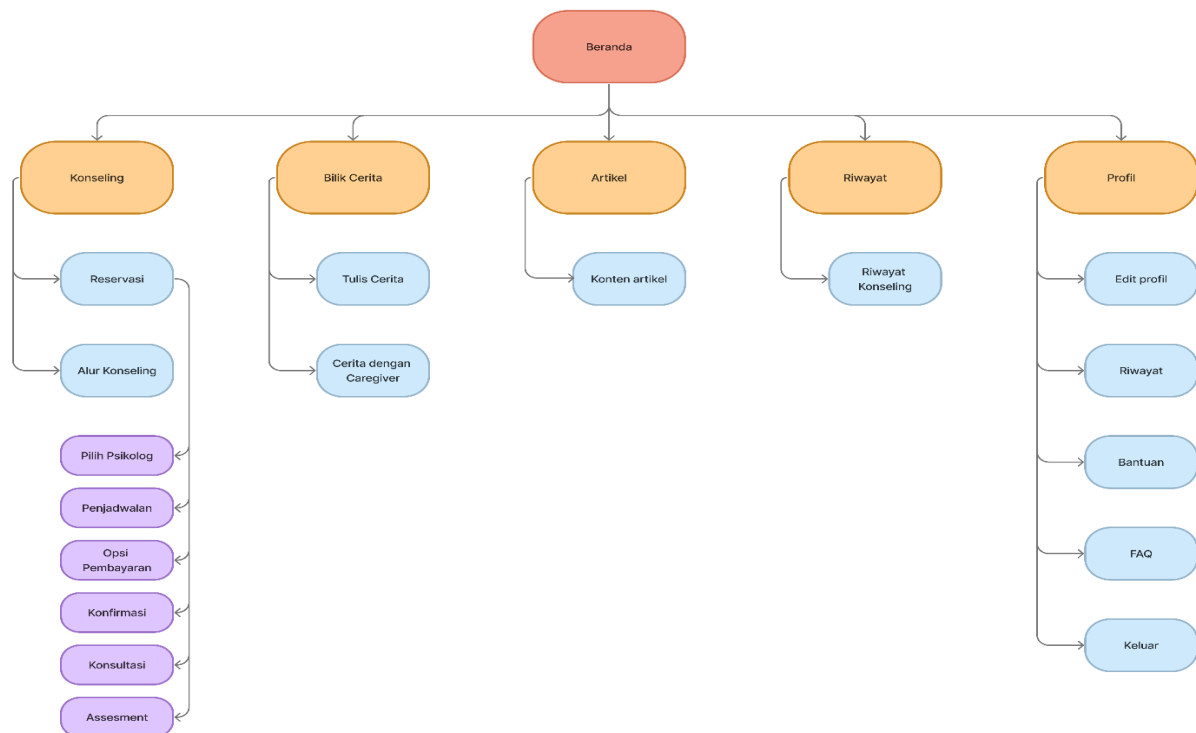 Beranda
Konseling
Bilik Cerita
Artikel
Riwayat
Profil
Reservasi
Tulis Cerita
Konten artikel
Riwayat
Konseling
Edit profil
Alur Konseling
Cerita dengan
Caregiver
Riwayat
Pilih Psikolog
Bantuan
Penjadwalan
Opsi
Pembayaran
FAQ
Konfirmasi
Konsultasi
Keluar
Assesment